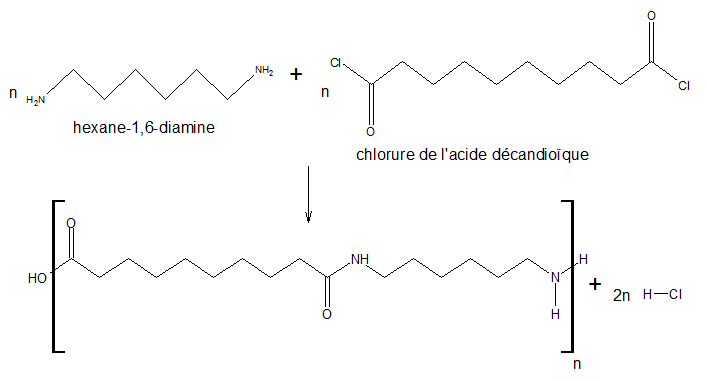 O
n H₂N NH₂ + n Cl Cl
O
hexane-1,6-diamine
chlorure de l'acide décandioïque
O
HO NH N H + 2n H Cl
O H
n